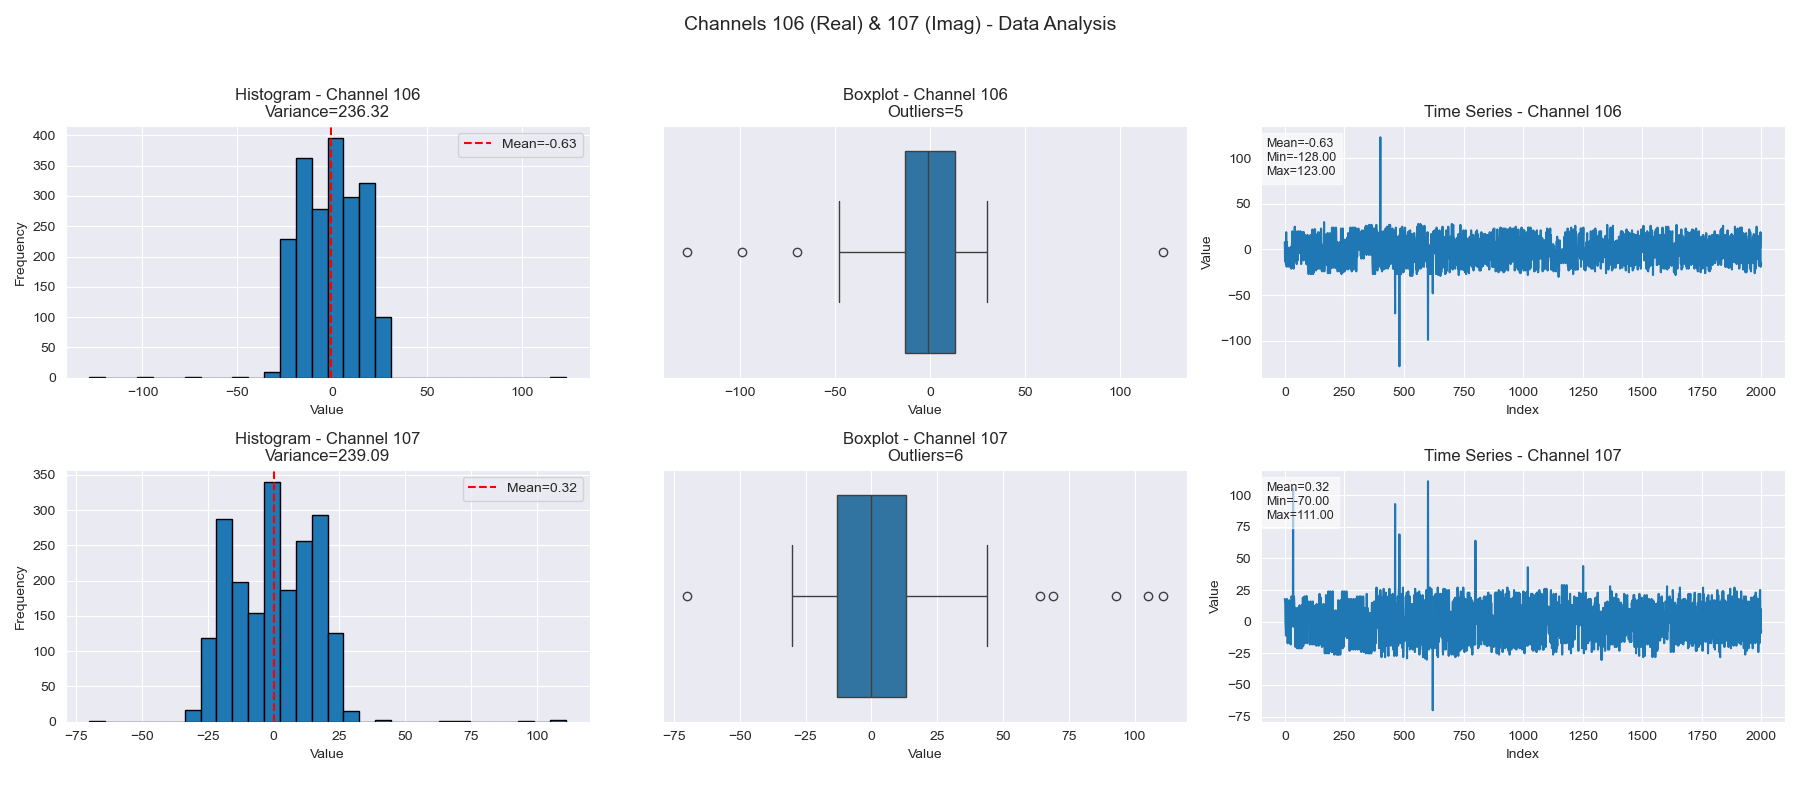 Channels 106 (Real) & 107 (Imag) - Data Analysis
Histogram - Channel 106
Variance=236.32
Mean=-0.63
Frequency
400
350
300
250
200
150
100
50
0
−100 −50 0 50 100
Value
Boxplot - Channel 106
Outliers=5
−100 −50 0 50 100
Value
Time Series - Channel 106
Mean=-0.63
Min=-128.00
Max=123.00
Value
100
50
0
−50
−100
0 250 500 750 1000 1250 1500 1750 2000
Index
Histogram - Channel 107
Variance=239.09
Mean=0.32
Frequency
350
300
250
200
150
100
50
0
−75 −50 −25 0 25 50 75 100
Value
Boxplot - Channel 107
Outliers=6
−75 −50 −25 0 25 50 75 100
Value
Time Series - Channel 107
Mean=0.32
Min=-70.00
Max=111.00
Value
100
75
50
25
0
−25
−50
−75
0 250 500 750 1000 1250 1500 1750 2000
Index